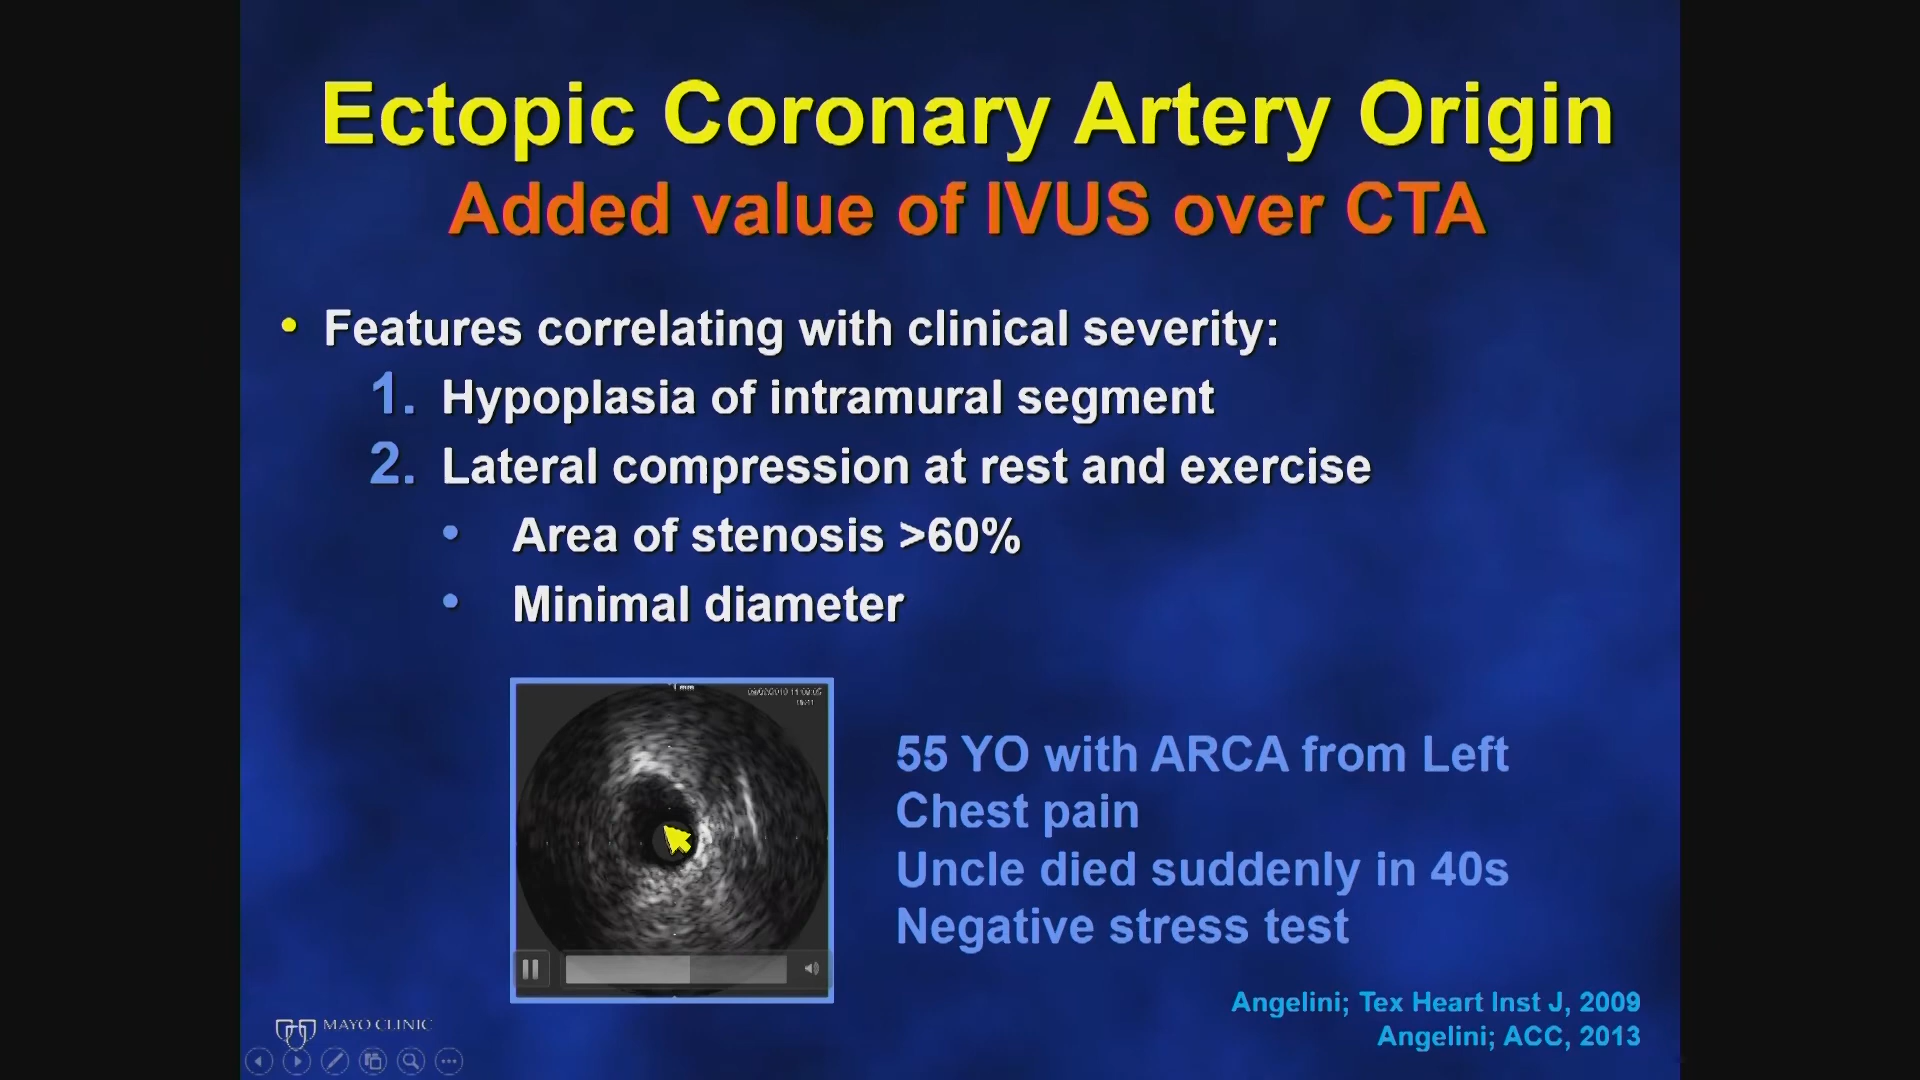 Ectopic Coronary Artery Origin
Added value of IVUS over CTA
• Features correlating with clinical severity:
1. Hypoplasia of intramural segment
2. Lateral compression at rest and exercise
• Area of stenosis >60%
• Minimal diameter
1 mm
55 YO with ARCA from Left
Chest pain
Uncle died suddenly in 40s
Negative stress test
Angelini; Tex Heart Inst J, 2009
Angelini; ACC, 2013
MAYO CLINIC